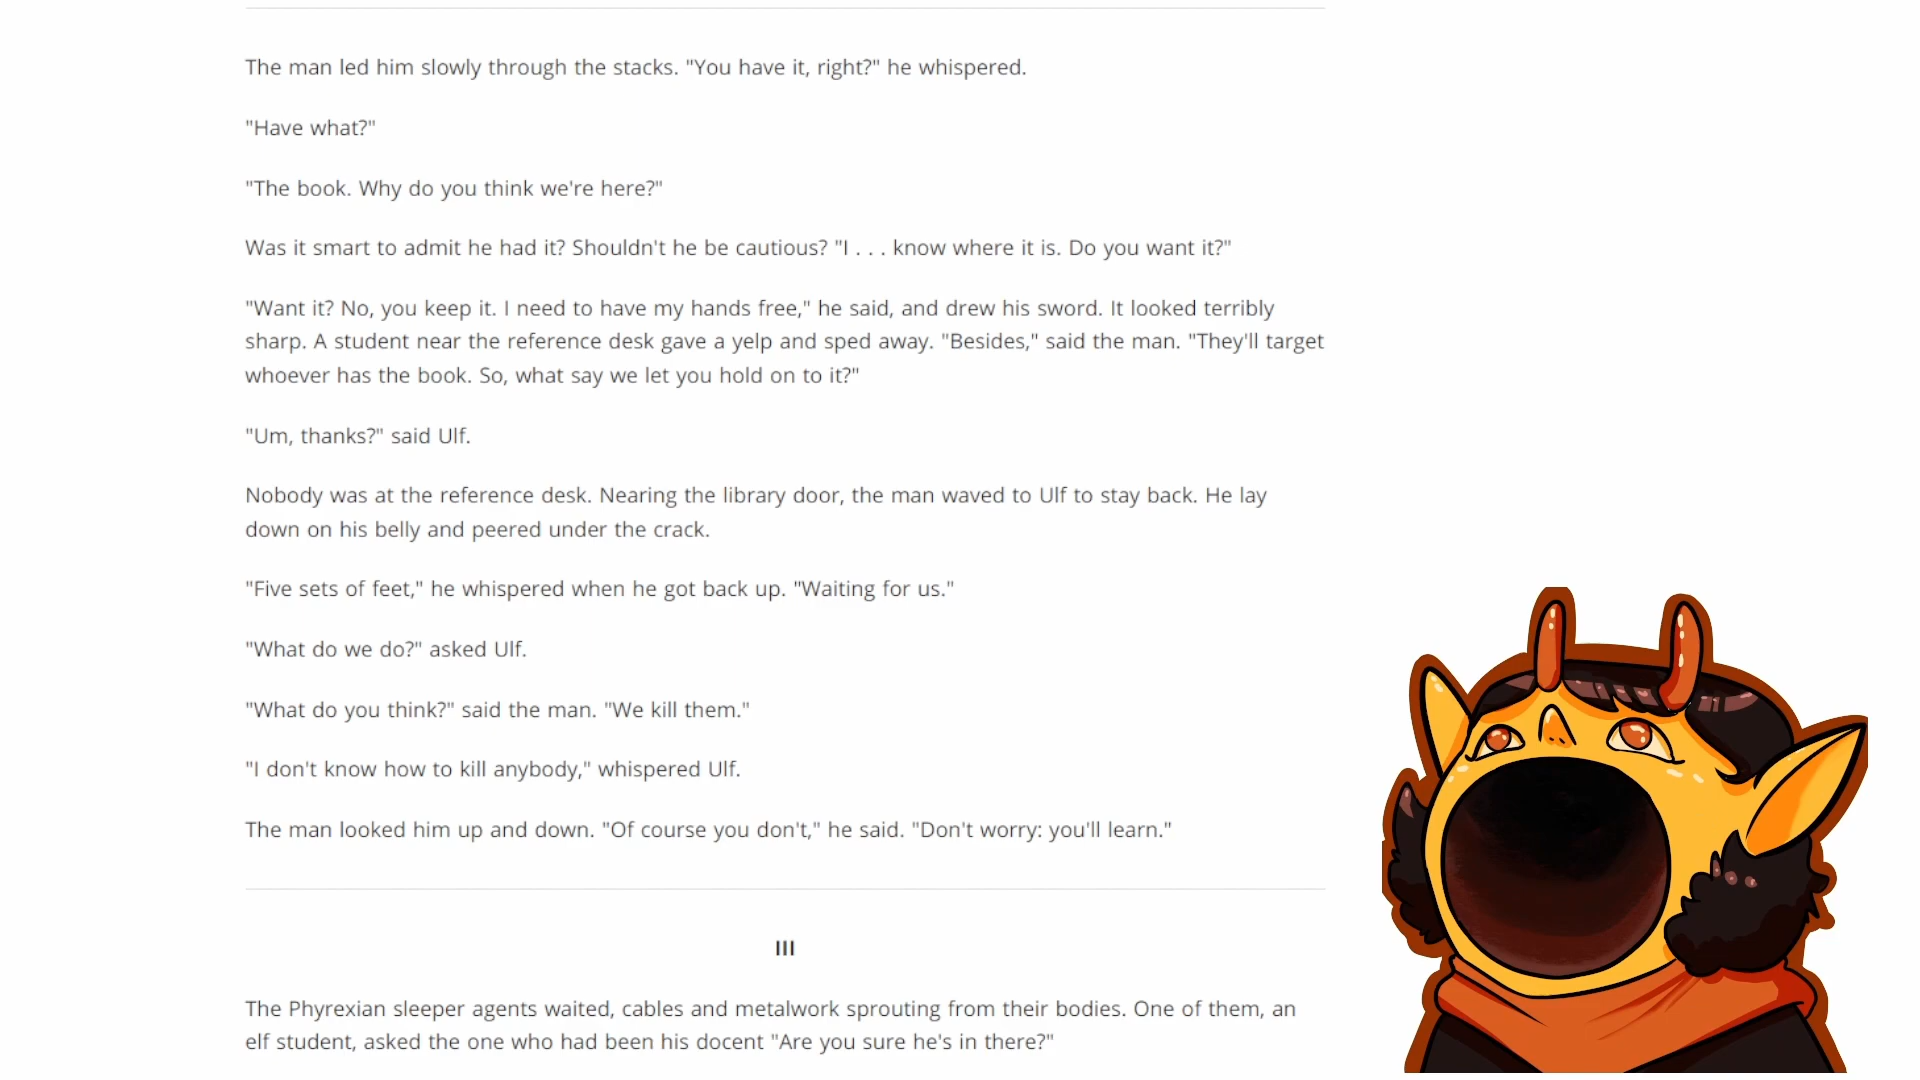 The man led him slowly through the stacks. "You have it, right?" he whispered.
"Have what?"
"The book. Why do you think we're here?"
Was it smart to admit he had it? Shouldn't he be cautious? "I . . . know where it is. Do you want it?"
"Want it? No, you keep it. I need to have my hands free," he said, and drew his sword. It looked terribly
sharp. A student near the reference desk gave a yelp and sped away. "Besides," said the man. "They'll target
whoever has the book. So, what say we let you hold on to it?"
"Um, thanks?" said Ulf.
Nobody was at the reference desk. Nearing the library door, the man waved to Ulf to stay back. He lay
down on his belly and peered under the crack.
"Five sets of feet," he whispered when he got back up. "Waiting for us."
"What do we do?" asked Ulf.
"What do you think?" said the man. "We kill them."
"I don't know how to kill anybody," whispered Ulf.
The man looked him up and down. "Of course you don't," he said. "Don't worry: you'll learn."
III
The Phyrexian sleeper agents waited, cables and metalwork sprouting from their bodies. One of them, an
elf student, asked the one who had been his docent "Are you sure he's in there?"